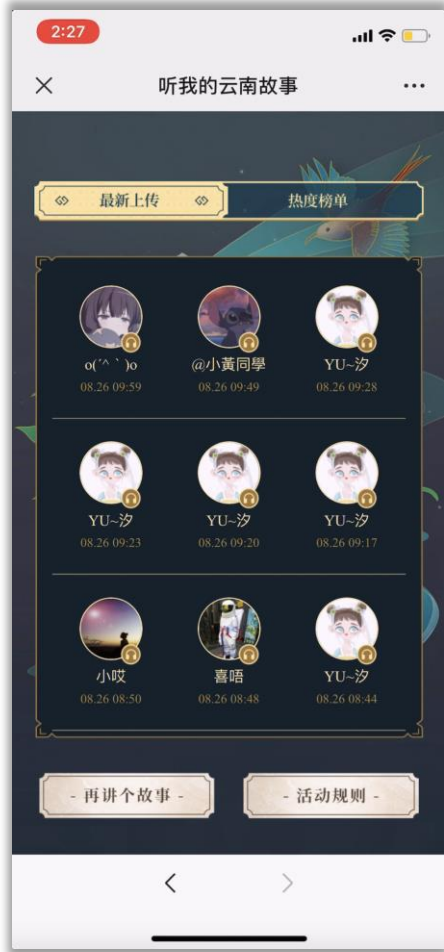 2:27
听我的云南故事
最新上传
热度榜单
o(´^｀)o
@小黃同學
YU~汐
08.26 09:59
08.26 09:49
08.26 09:28
YU~汐
YU~汐
YU~汐
08.26 09:23
08.26 09:20
08.26 09:17
小哎
喜唔
YU~汐
08.26 08:50
08.26 08:48
08.26 08:44
- 再讲个故事 -
- 活动规则 -